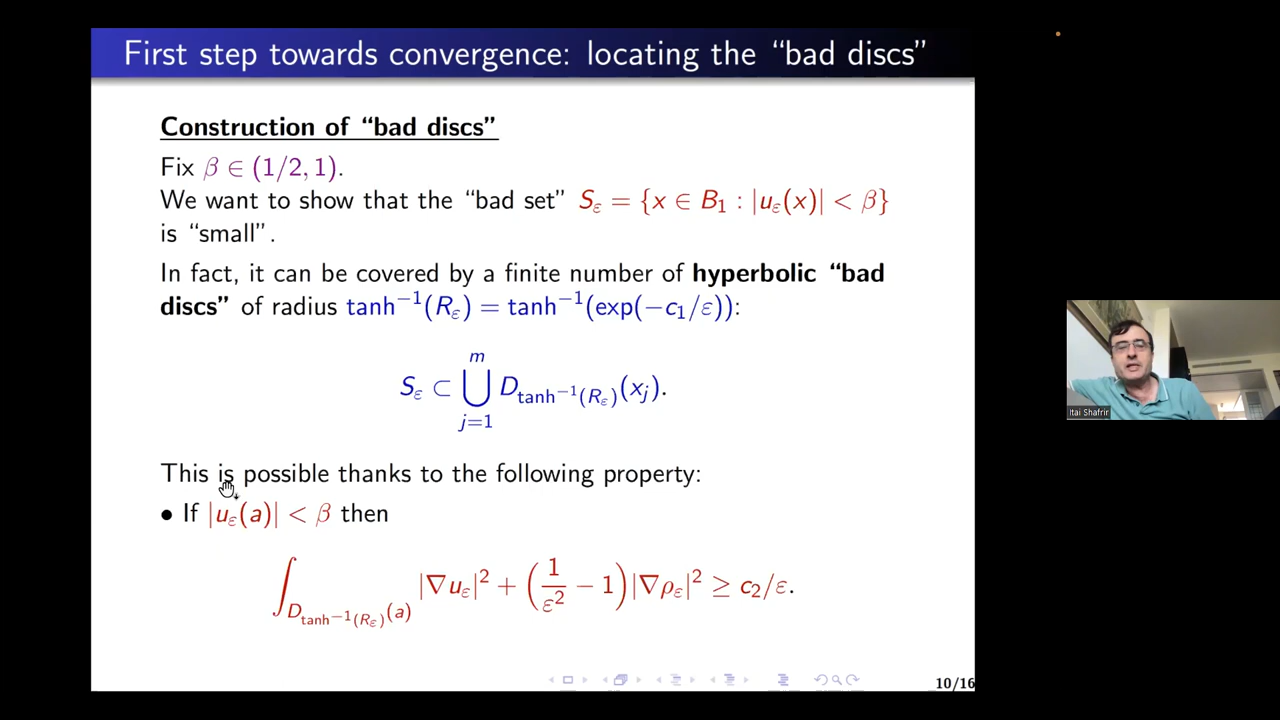 First step towards convergence: locating the “bad discs”
Construction of “bad discs”
Fix β ∈ (1/2, 1).
We want to show that the “bad set” S_ε = {x ∈ B_1 : |u_ε(x)| < β}
is “small”.
In fact, it can be covered by a finite number of hyperbolic “bad
discs” of radius tanh^{−1}(R_ε) = tanh^{−1}(exp(−c_1/ε)):
S_ε ⊂ ⋃_{j=1}^{m} D_{tanh^{−1}(R_ε)}(x_j).
This is possible thanks to the following property:
• If |u_ε(a)| < β then
∫_{D_{tanh^{−1}(R_ε)}(a)} |∇u_ε|^2 + (1/ε^2 − 1)|∇ρ_ε|^2 ≥ c_2/ε.
10/16
Itai Shafrir